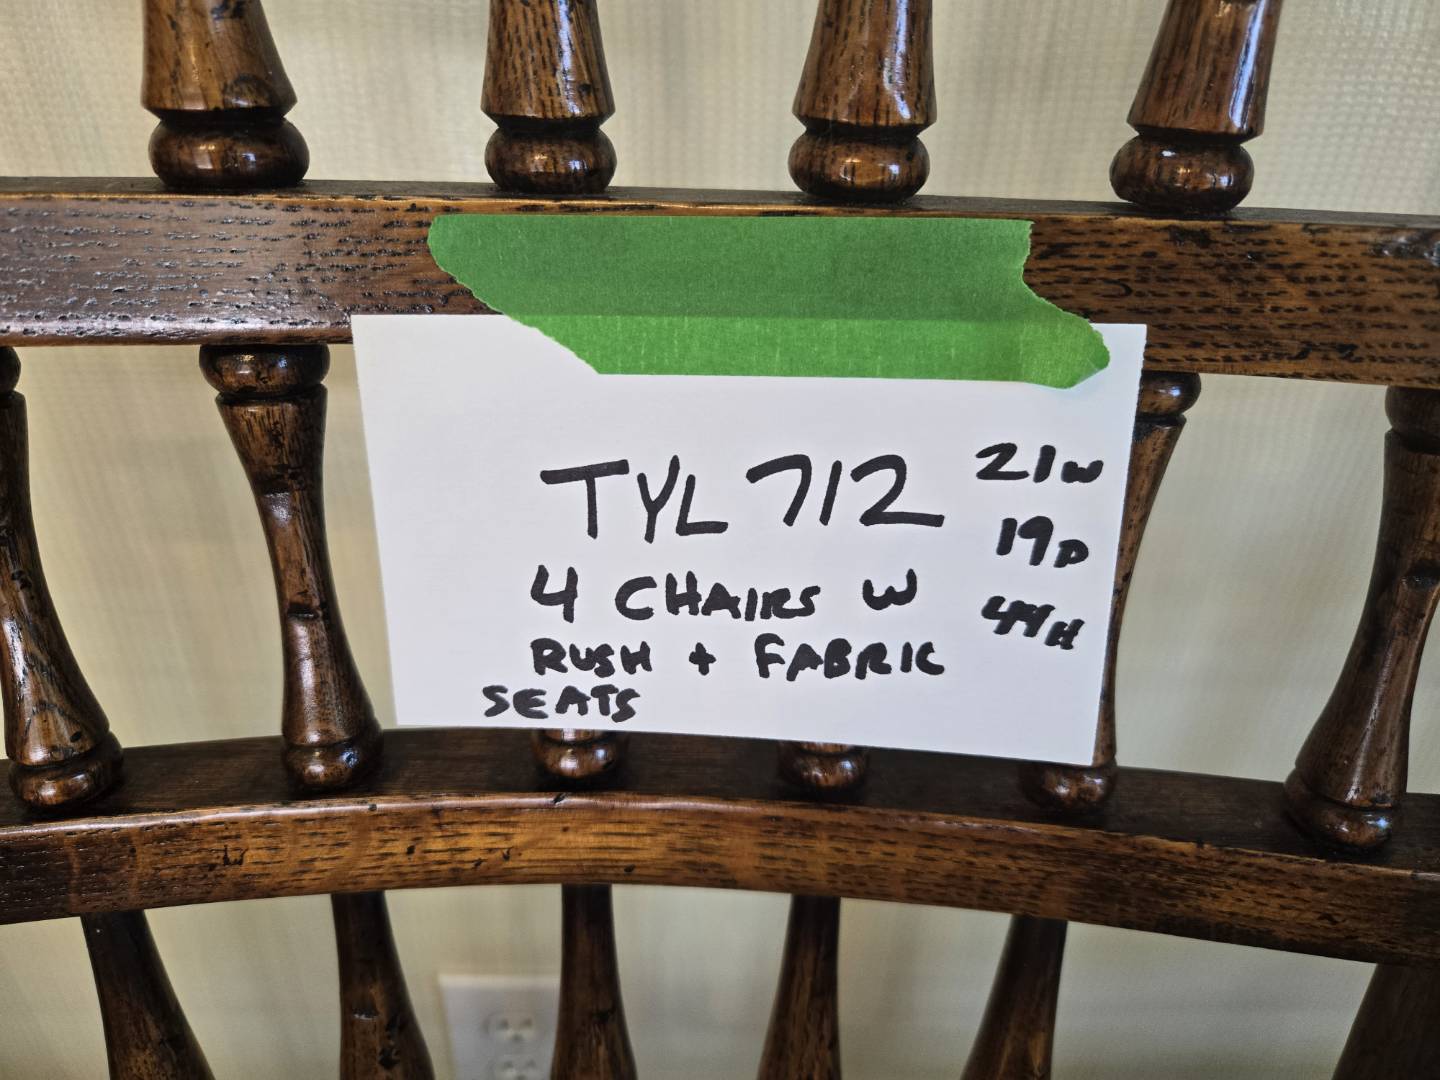 TYL 712
4 CHAIRS W
RUSH + FABRIC
SEATS
21W
19D
44H